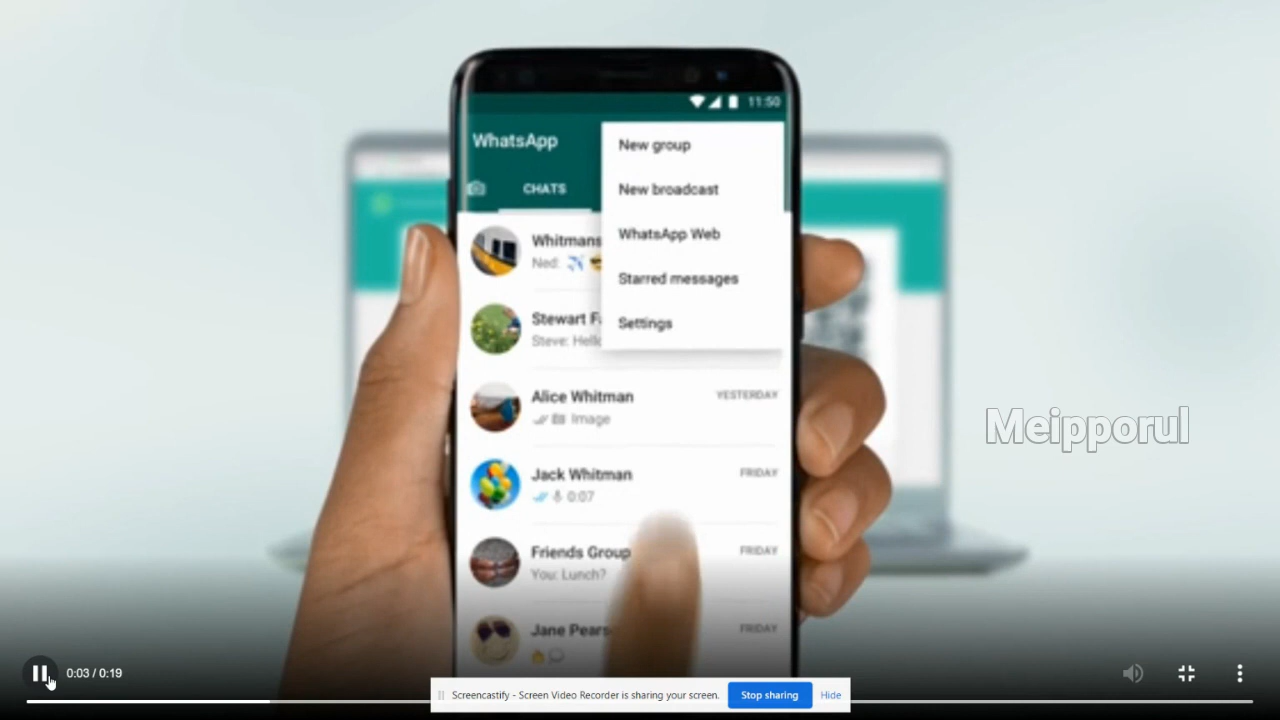 11:50
WhatsApp
New group
CHATS
New broadcast
Whitmans
WhatsApp Web
Ned:
Starred messages
Stewart Fa
Settings
Steve: Hello
Alice Whitman YESTERDAY
Image
Meipporul
Jack Whitman FRIDAY
0:07
Friends Group FRIDAY
You: Lunch?
Jane Pears FRIDAY
0:03 / 0:19
Screencastify - Screen Video Recorder is sharing your screen. Stop sharing Hide